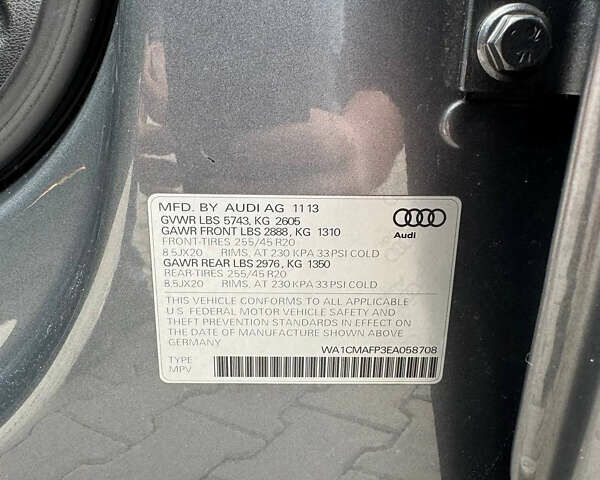 MFD. BY AUDI AG 11 13
GVWR LBS 5743, KG 2605
GAWR FRONT LBS 2888, KG 1310
FRONT-TIRES 255/45 R20
8.5JX20 RIMS, AT 230 KPA 33 PSI COLD
GAWR REAR LBS 2976, KG 1350
REAR-TIRES 255/45 R20
8.5JX20 RIMS, AT 230 KPA 33 PSI COLD
Audi
THIS VEHICLE CONFORMS TO ALL APPLICABLE
U.S. FEDERAL MOTOR VEHICLE SAFETY AND
THEFT PREVENTION STANDARDS IN EFFECT ON
THE DATE OF MANUFACTURE SHOWN ABOVE
GERMANY
WA1CMAFP3EA058708
TYPE
MPV